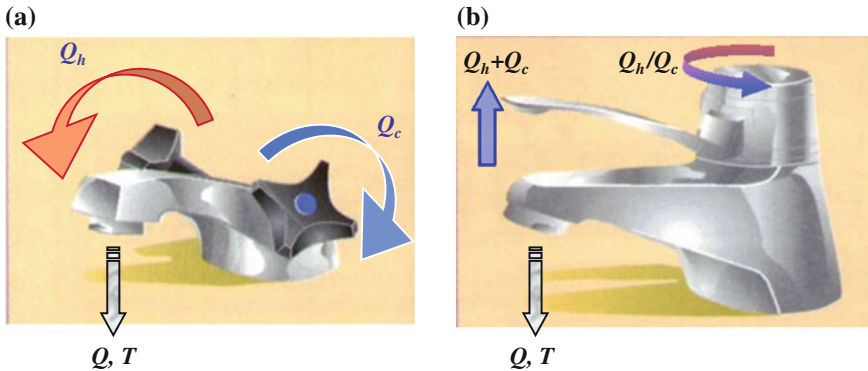 (a)
Q_h
Q_c
Q, T
(b)
Q_h+Q_c
Q_h/Q_c
Q, T